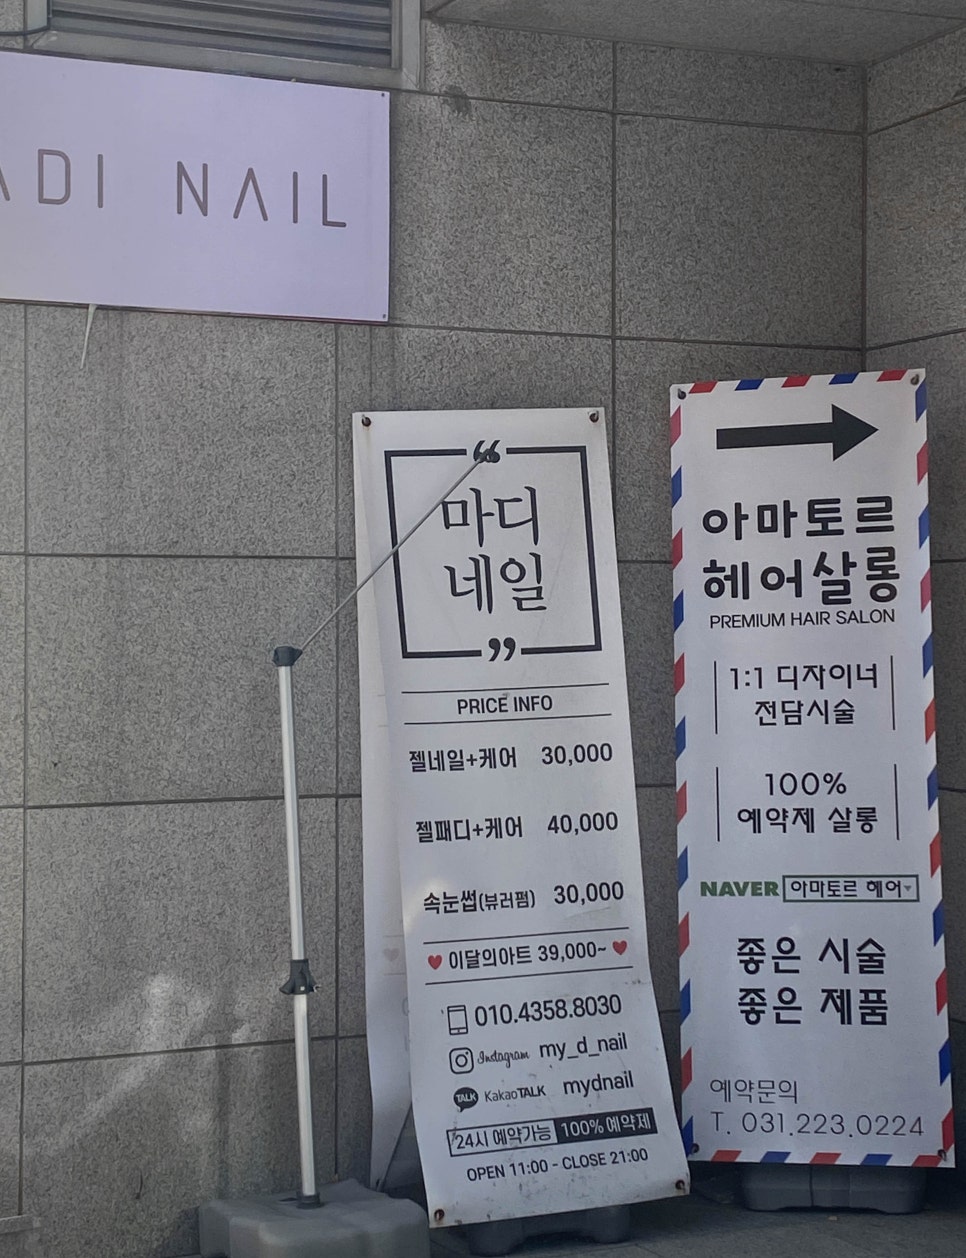 ADI NAIL
마디
네일
PRICE INFO
젤네일+케어 30,000
젤패디+케어 40,000
속눈썹(뷰러펌) 30,000
이달의아트 39,000~
010.4358.8030
Instagram my_d_nail
TALK KakaoTALK mydnail
24시 예약가능 100% 예약제
OPEN 11:00 - CLOSE 21:00
아마토르
헤어살롱
PREMIUM HAIR SALON
1:1 디자이너
전담시술
100%
예약제 살롱
NAVER 아마토르 헤어
좋은 시술
좋은 제품
예약문의
T. 031.223.0224